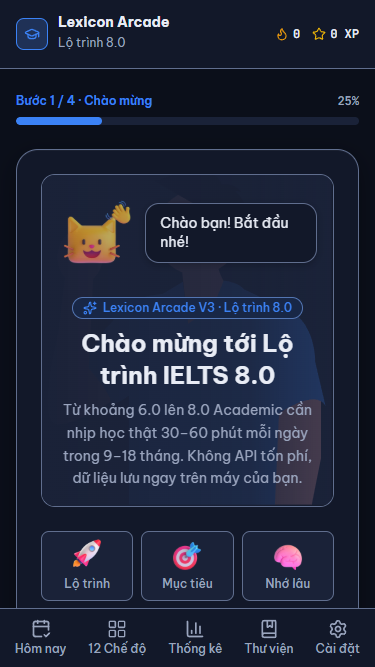 Lexicon Arcade
Lộ trình 8.0
0
0 XP
Bước 1 / 4 · Chào mừng
25%
Chào bạn! Bắt đầu
nhé!
Lexicon Arcade V3 · Lộ trình 8.0
Chào mừng tới Lộ
trình IELTS 8.0
Từ khoảng 6.0 lên 8.0 Academic cần
nhịp học thật 30–60 phút mỗi ngày
trong 9–18 tháng. Không API tốn phí,
dữ liệu lưu ngay trên máy của bạn.
Lộ trình
Mục tiêu
Nhớ lâu
Hôm nay
12 Chế độ
Thống kê
Thư viện
Cài đặt